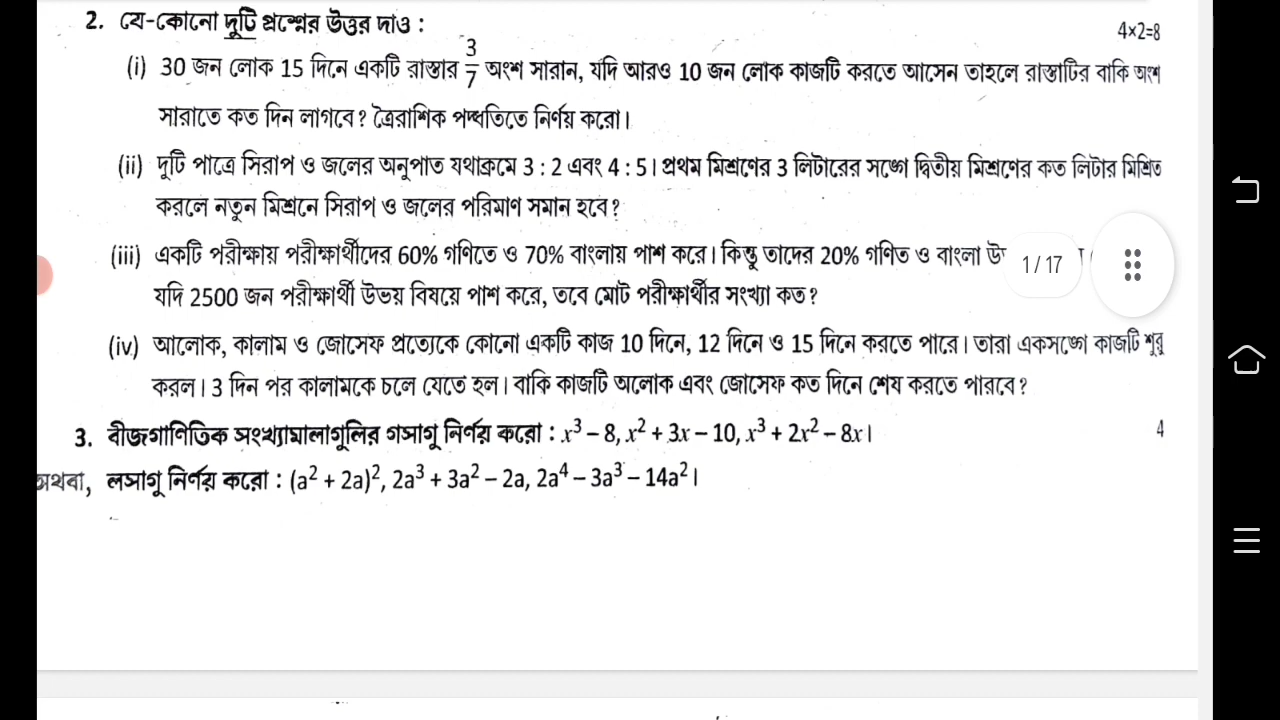 2. যে-কোনো দুটি প্রশ্নের উত্তর দাও : 4×2=8
(i) 30 জন লোক 15 দিনে একটি রাস্তার 3/7 অংশ সারান, যদি আরও 10 জন লোক কাজটি করতে আসেন তাহলে রাস্তাটির বাকি অংশ
সারাতে কত দিন লাগবে? ত্রৈরাশিক পদ্ধতিতে নির্ণয় করো।
(ii) দুটি পাত্রে সিরাপ ও জলের অনুপাত যথাক্রমে 3 : 2 এবং 4 : 5। প্রথম মিশ্রণের 3 লিটারের সঙ্গে দ্বিতীয় মিশ্রণের কত লিটার মিশ্রিত
করলে নতুন মিশ্রনে সিরাপ ও জলের পরিমাণ সমান হবে?
(iii) একটি পরীক্ষায় পরীক্ষার্থীদের 60% গণিতে ও 70% বাংলায় পাশ করে। কিন্তু তাদের 20% গণিত ও বাংলা
1 / 17
যদি 2500 জন পরীক্ষার্থী উভয় বিষয়ে পাশ করে, তবে মোট পরীক্ষার্থীর সংখ্যা কত?
(iv) আলোক, কালাম ও জোসেফ প্রত্যেকে কোনো একটি কাজ 10 দিনে, 12 দিনে ও 15 দিনে করতে পারে। তারা একসঙ্গে কাজটি শুরু
করল। 3 দিন পর কালামকে চলে যেতে হল। বাকি কাজটি আলোক এবং জোসেফ কত দিনে শেষ করতে পারবে?
3. বীজগাণিতিক সংখ্যামালাগুলির গসাগু নির্ণয় করো : x³ – 8, x² + 3x – 10, x³ + 2x² – 8x। 4
অথবা, লসাগু নির্ণয় করো : (a² + 2a)², 2a³ + 3a² – 2a, 2a⁴ – 3a³ – 14a²।